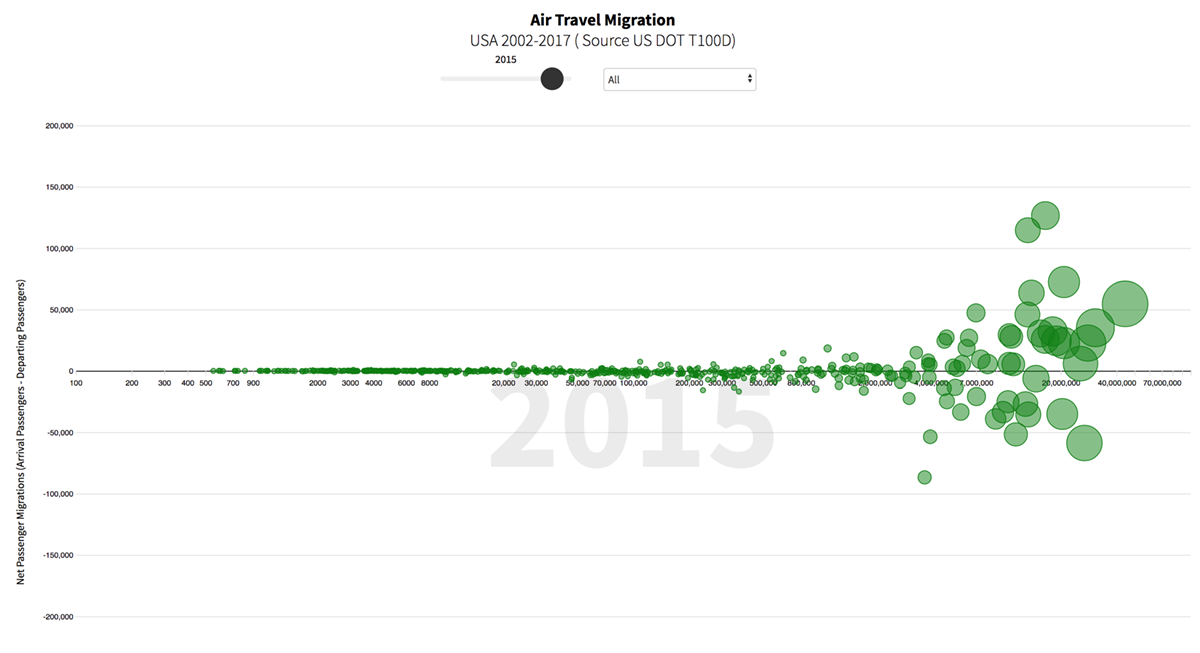 Air Travel Migration
USA 2002-2017 ( Source US DOT T100D)
2015
All
200,000
150,000
100,000
50,000
0
-50,000
-100,000
-150,000
-200,000
Net Passenger Migrations (Arrival Passengers - Departing Passengers)
100 200 300 400 500 700 900 2000 4000 6000 8000 20,000 30,000 50,000 70,000 100,000 200,000 300,000 500,000 800,000 2,000,000 4,000,000 7,000,000 20,000,000 40,000,000 70,000,000
2015